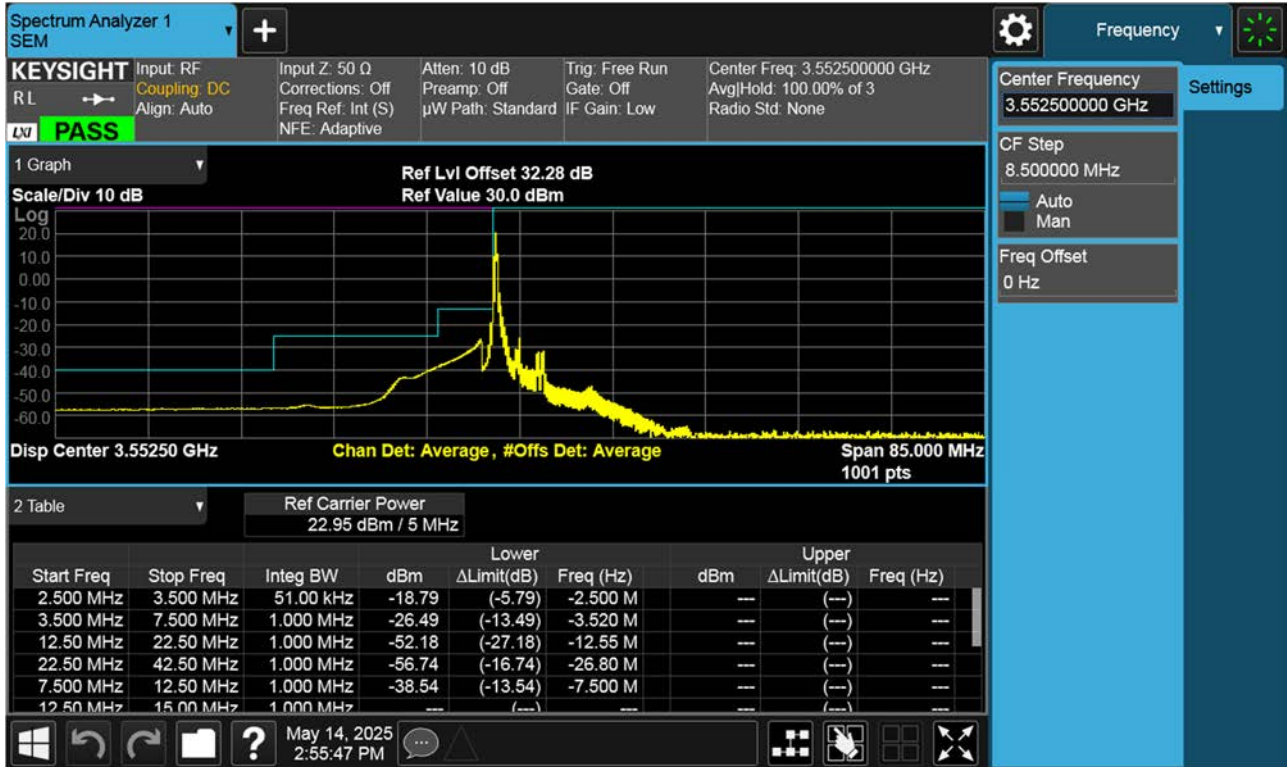 Spectrum Analyzer 1
SEM
Frequency
KEYSIGHT
RL
LXI
PASS
Input: RF
Coupling: DC
Align: Auto
Input Z: 50 Ω
Corrections: Off
Freq Ref: Int (S)
NFE: Adaptive
Atten: 10 dB
Preamp: Off
µW Path: Standard
Trig: Free Run
Gate: Off
IF Gain: Low
Center Freq: 3.552500000 GHz
Avg|Hold: 100.00% of 3
Radio Std: None
Center Frequency
3.552500000 GHz
Settings
CF Step
8.500000 MHz
Auto
Man
Freq Offset
0 Hz
1 Graph
Scale/Div 10 dB
Ref Lvl Offset 32.28 dB
Ref Value 30.0 dBm
Log
20.0
10.0
0.00
-10.0
-20.0
-30.0
-40.0
-50.0
-60.0
Disp Center 3.55250 GHz
Chan Det: Average, #Offs Det: Average
Span 85.000 MHz
1001 pts
2 Table
Ref Carrier Power
22.95 dBm / 5 MHz
Lower Upper
Start Freq Stop Freq Integ BW dBm ΔLimit(dB) Freq (Hz) dBm ΔLimit(dB) Freq (Hz)
2.500 MHz 3.500 MHz 51.00 kHz -18.79 (-5.79) -2.500 M --- (---) ---
3.500 MHz 7.500 MHz 1.000 MHz -26.49 (-13.49) -3.520 M --- (---) ---
12.50 MHz 22.50 MHz 1.000 MHz -52.18 (-27.18) -12.55 M --- (---) ---
22.50 MHz 42.50 MHz 1.000 MHz -56.74 (-16.74) -26.80 M --- (---) ---
7.500 MHz 12.50 MHz 1.000 MHz -38.54 (-13.54) -7.500 M --- (---) ---
12.50 MHz 15.00 MHz 1.000 MHz --- (---) --- --- (---) ---
May 14, 2025
2:55:47 PM